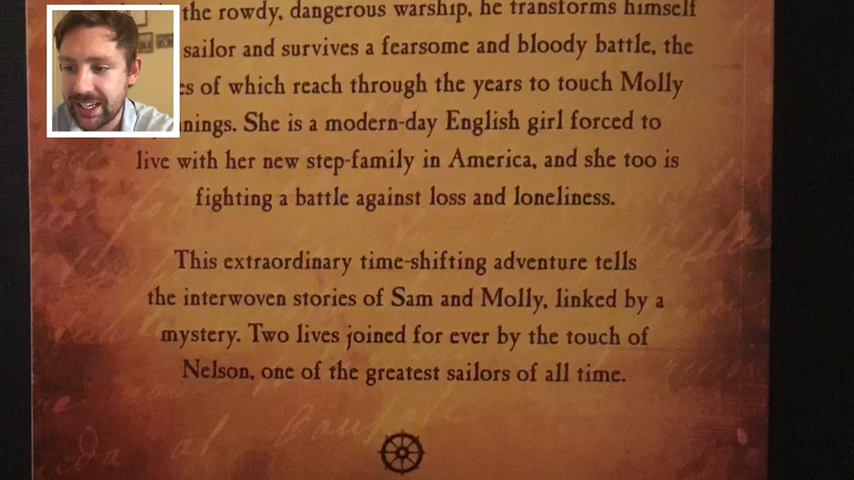 the rowdy, dangerous warship, he transforms himself
sailor and survives a fearsome and bloody battle, the
of which reach through the years to touch Molly
She is a modern-day English girl forced to
live with her new step-family in America, and she too is
fighting a battle against loss and loneliness.
This extraordinary time-shifting adventure tells
the interwoven stories of Sam and Molly, linked by a
mystery. Two lives joined for ever by the touch of
Nelson, one of the greatest sailors of all time.